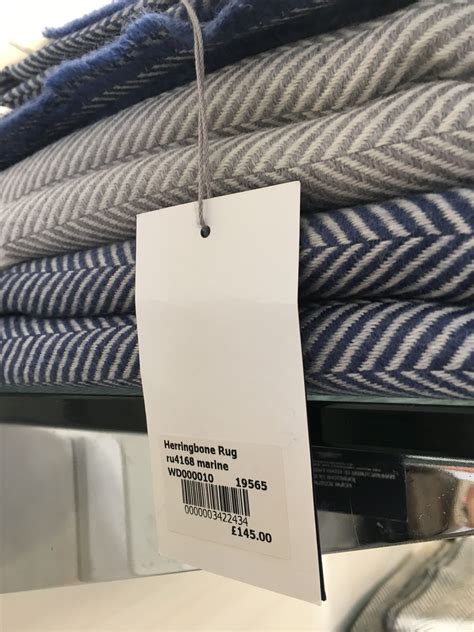 Herringbone Rug
ru4168 marine
WD000010 19565
0000003422434
£145.00